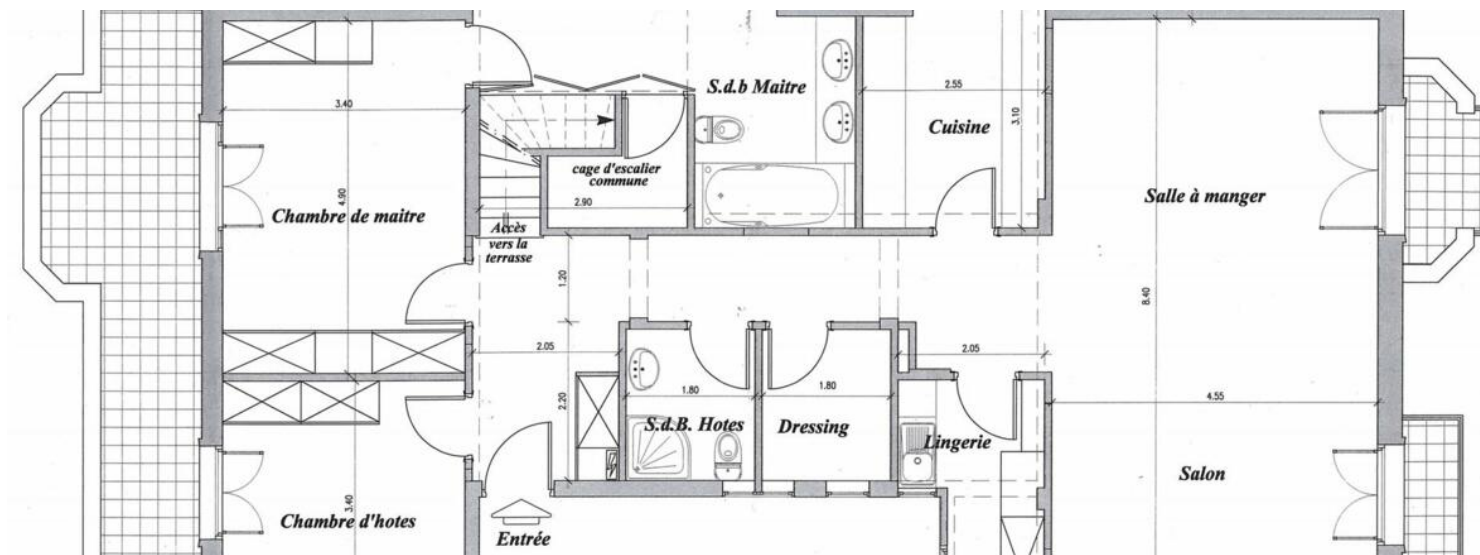 S.d.b Maitre
2.55
3.40
3.10
Cuisine
cage d'escalier
commune
4.90
Chambre de maitre
Salle à manger
2.90
Accès
vers la
terrasse
1.20
8.40
2.05
2.05
1.80
1.80
2.20
4.55
S.d.B. Hotes
Dressing
Lingerie
Salon
3.40
Chambre d'hotes
Entrée